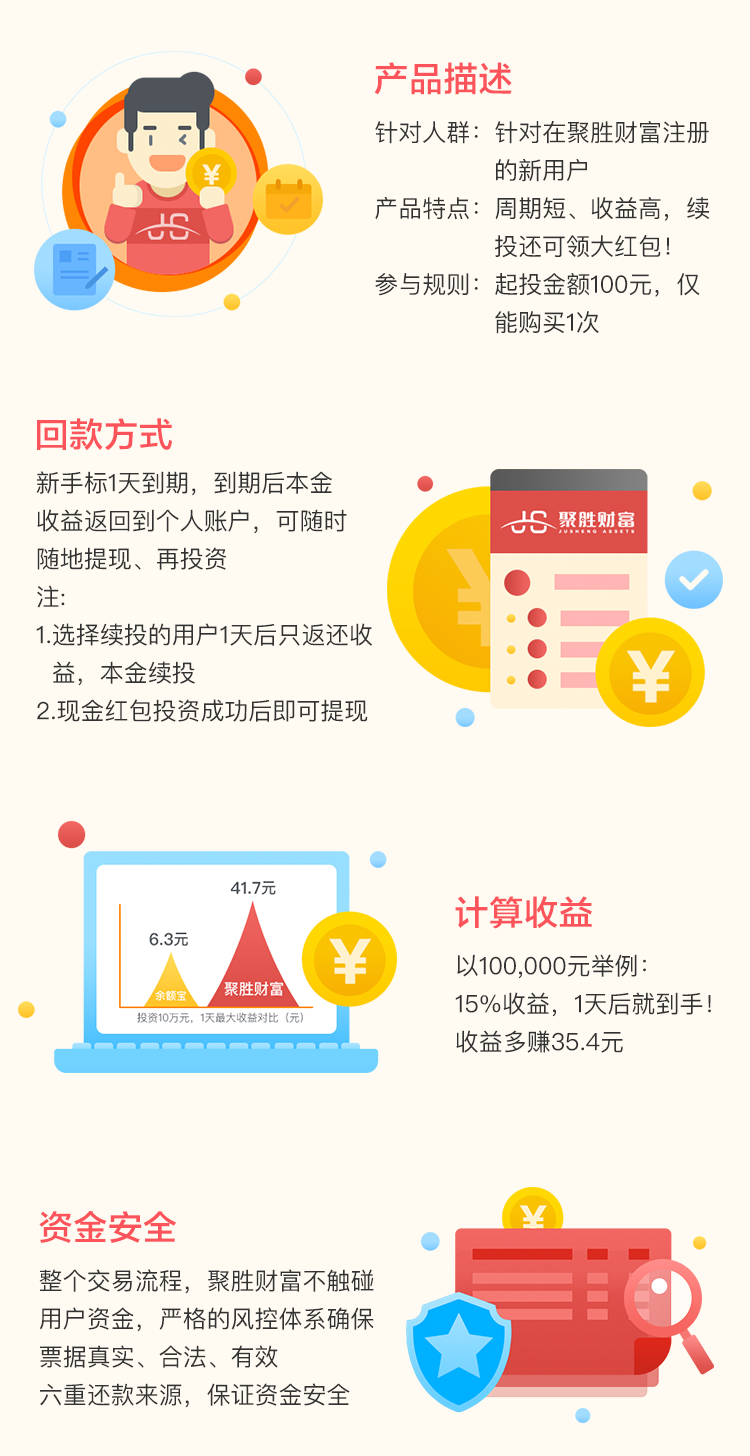 产品描述
针对人群：针对在聚胜财富注册
的新用户
产品特点：周期短、收益高，续
投还可领大红包！
参与规则：起投金额100元，仅
能购买1次
¥
JS
回款方式
新手标1天到期，到期后本金
收益返回到个人账户，可随时
随地提现、再投资
注：
1.选择续投的用户1天后只返还收
益，本金续投
2.现金红包投资成功后即可提现
JS 聚胜财富
JUSHENG ASSETS
¥
¥
41.7元
6.3元
余额宝
聚胜财富
投资10万元，1天最大收益对比（元）
¥
计算收益
以100,000元举例：
15%收益，1天后就到手！
收益多赚35.4元
资金安全
整个交易流程，聚胜财富不触碰
用户资金，严格的风控体系确保
票据真实、合法、有效
六重还款来源，保证资金安全
¥